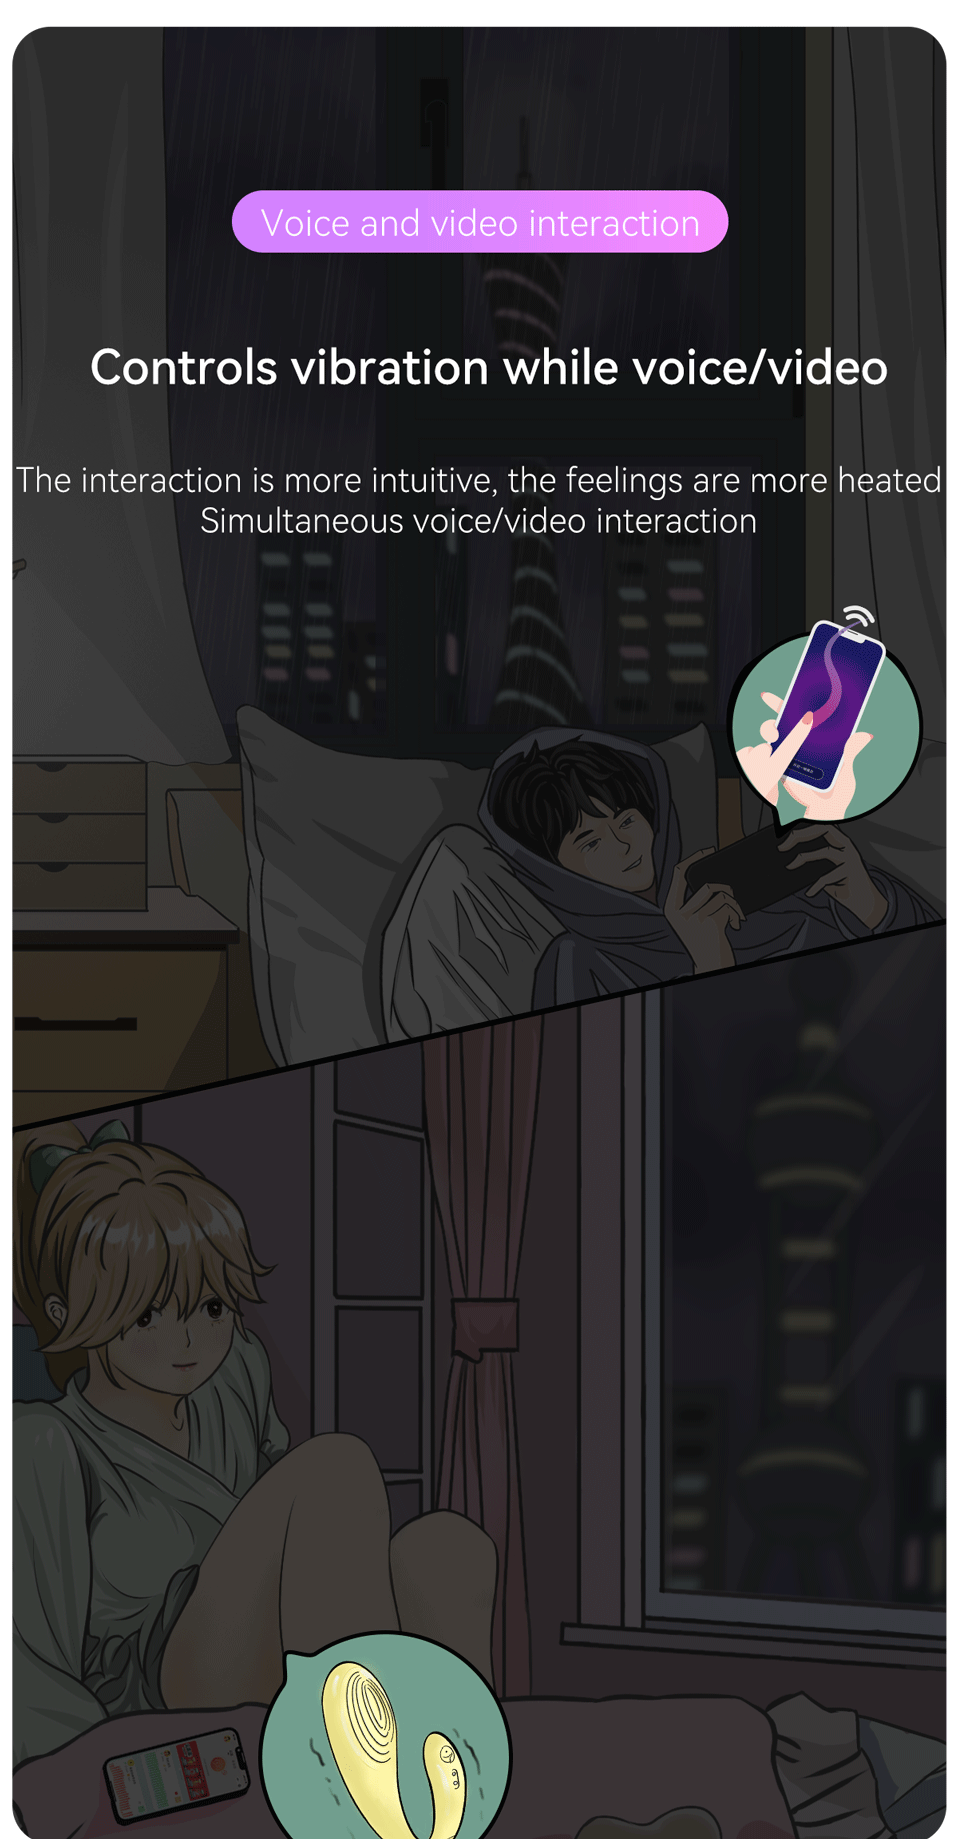 Voice and video interaction
Controls vibration while voice/video
The interaction is more intuitive, the feelings are more heated
Simultaneous voice/video interaction